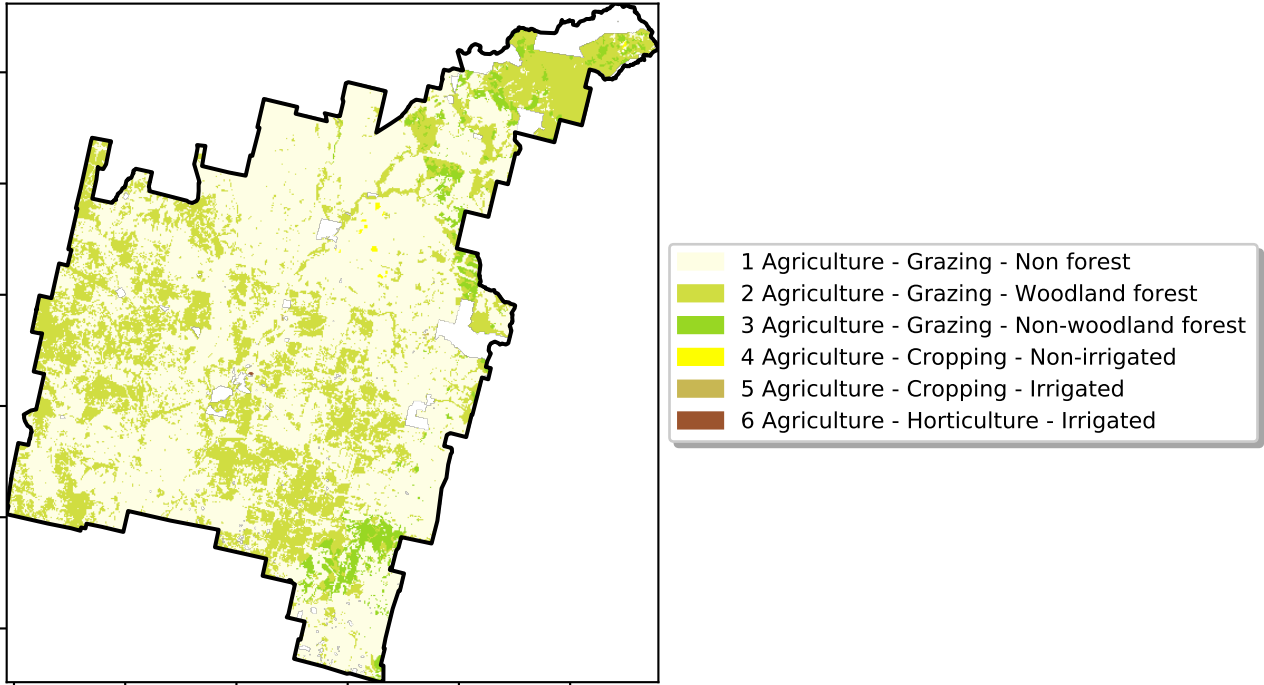 1 Agriculture - Grazing - Non forest
2 Agriculture - Grazing - Woodland forest
3 Agriculture - Grazing - Non-woodland forest
4 Agriculture - Cropping - Non-irrigated
5 Agriculture - Cropping - Irrigated
6 Agriculture - Horticulture - Irrigated